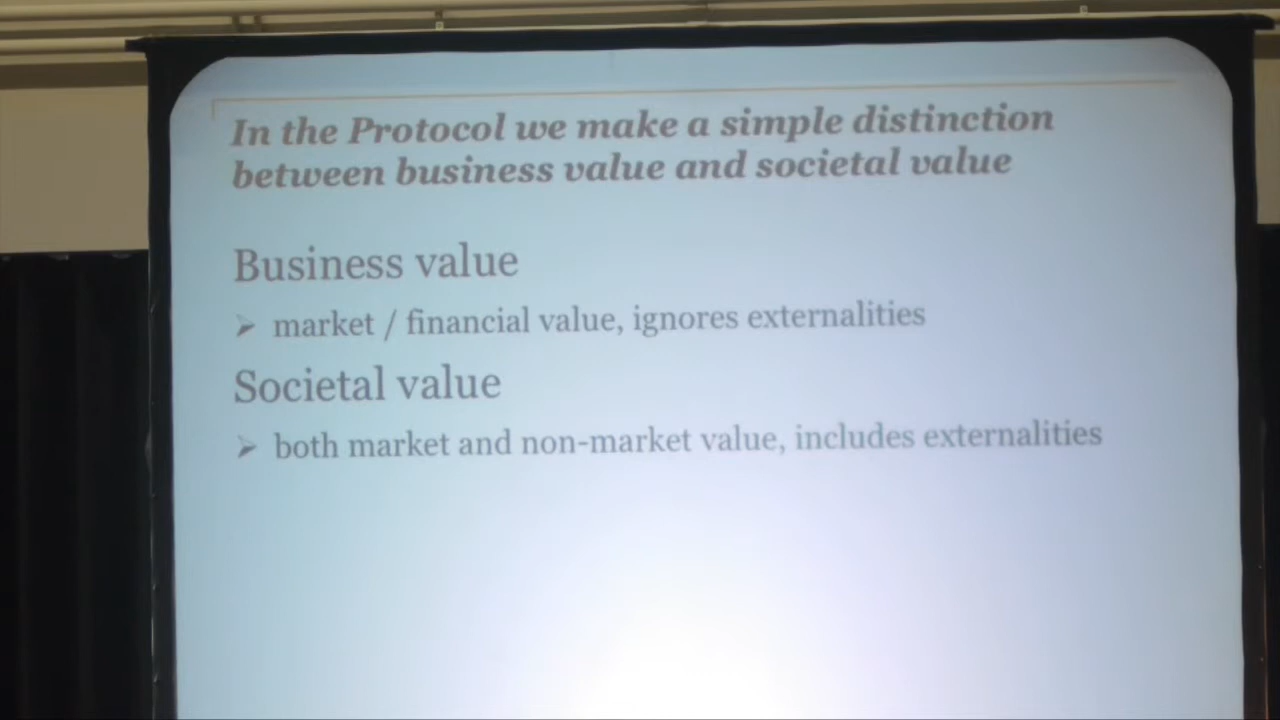 In the Protocol we make a simple distinction
between business value and societal value
Business value
➢ market / financial value, ignores externalities
Societal value
➢ both market and non-market value, includes externalities